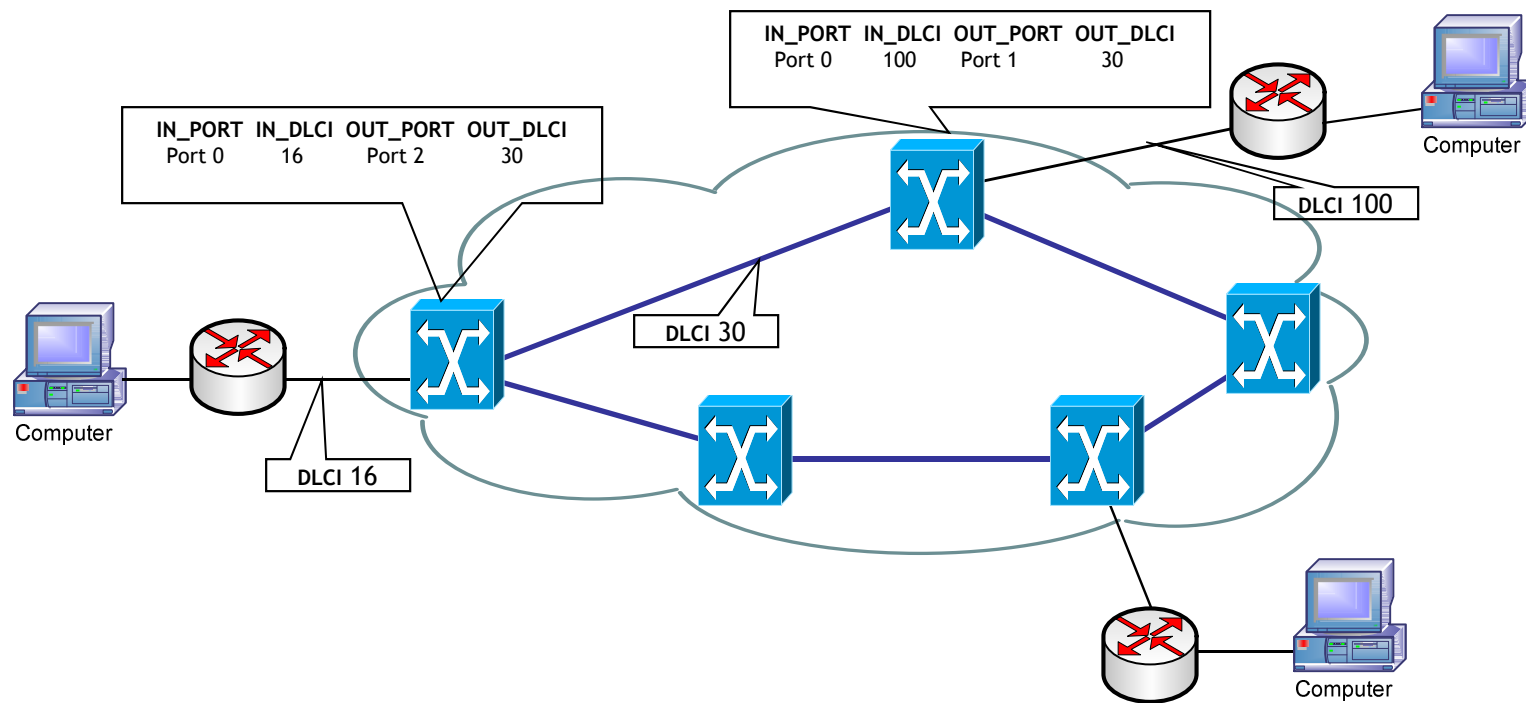 IN_PORT IN_DLCI OUT_PORT OUT_DLCI
Port 0 100 Port 1 30
IN_PORT IN_DLCI OUT_PORT OUT_DLCI
Port 0 16 Port 2 30
Computer
DLCI 100
DLCI 30
Computer
DLCI 16
Computer